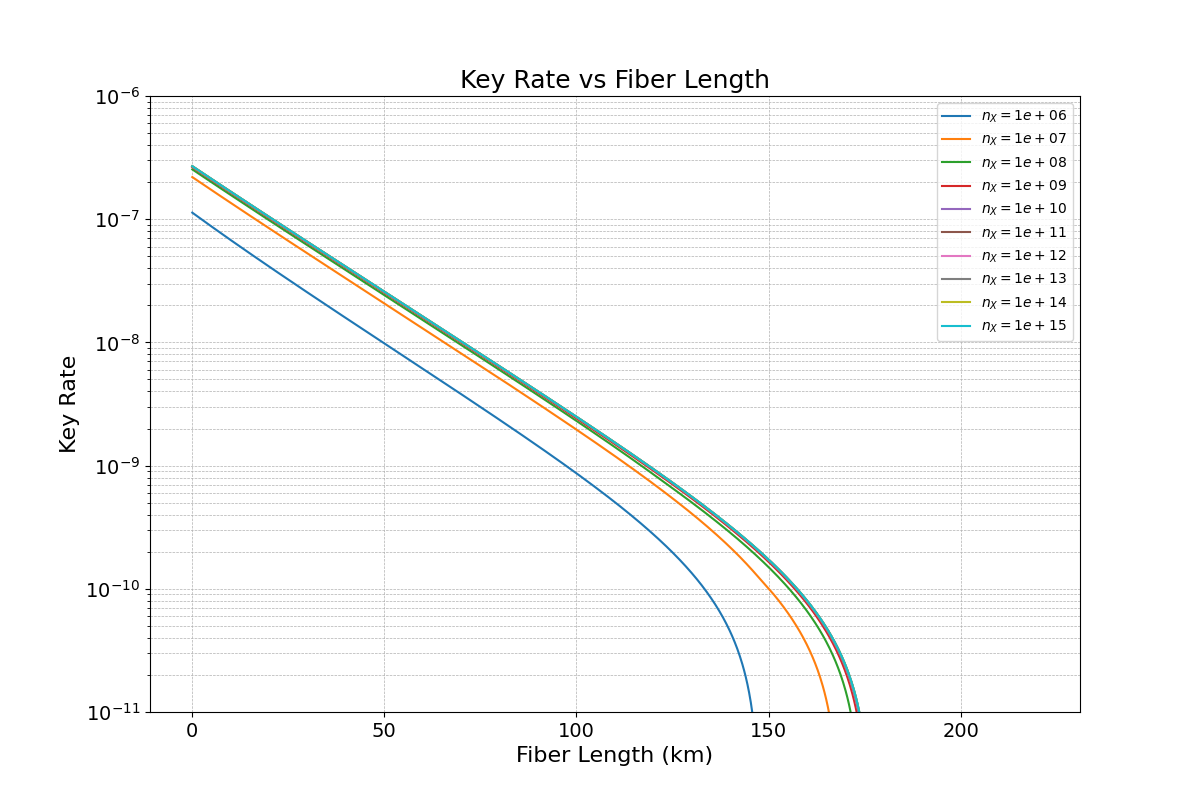 Key Rate vs Fiber Length
Key Rate
10⁻⁶
10⁻⁷
10⁻⁸
10⁻⁹
10⁻¹⁰
10⁻¹¹
n_X = 1e + 06
n_X = 1e + 07
n_X = 1e + 08
n_X = 1e + 09
n_X = 1e + 10
n_X = 1e + 11
n_X = 1e + 12
n_X = 1e + 13
n_X = 1e + 14
n_X = 1e + 15
0 50 100 150 200
Fiber Length (km)